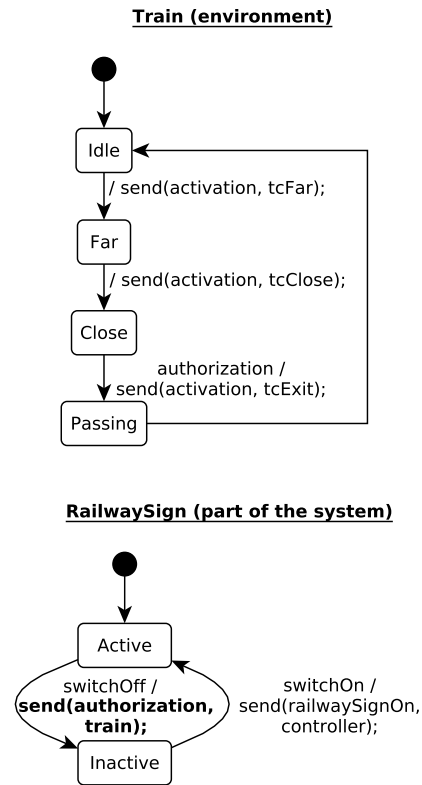 Train (environment)
Idle
/ send(activation, tcFar);
Far
/ send(activation, tcClose);
Close
authorization /
send(activation, tcExit);
Passing
RailwaySign (part of the system)
Active
switchOff /
send(authorization,
train);
switchOn /
send(railwaySignOn,
controller);
Inactive